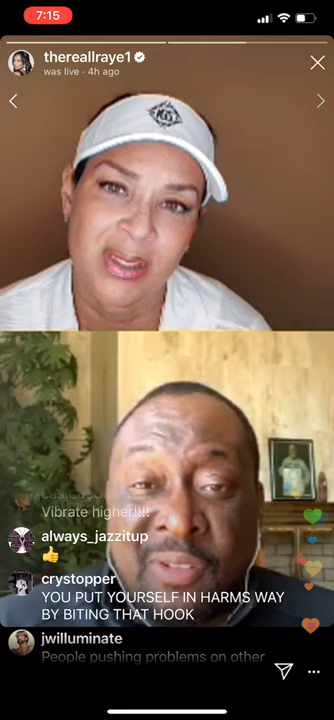 7:15
thereallraye1
was live · 4h ago
Vibrate higher!!!!
always_jazzitup
👍
crystopper
YOU PUT YOURSELF IN HARMS WAY
BY BITING THAT HOOK
jwilluminate
People pushing problems on other